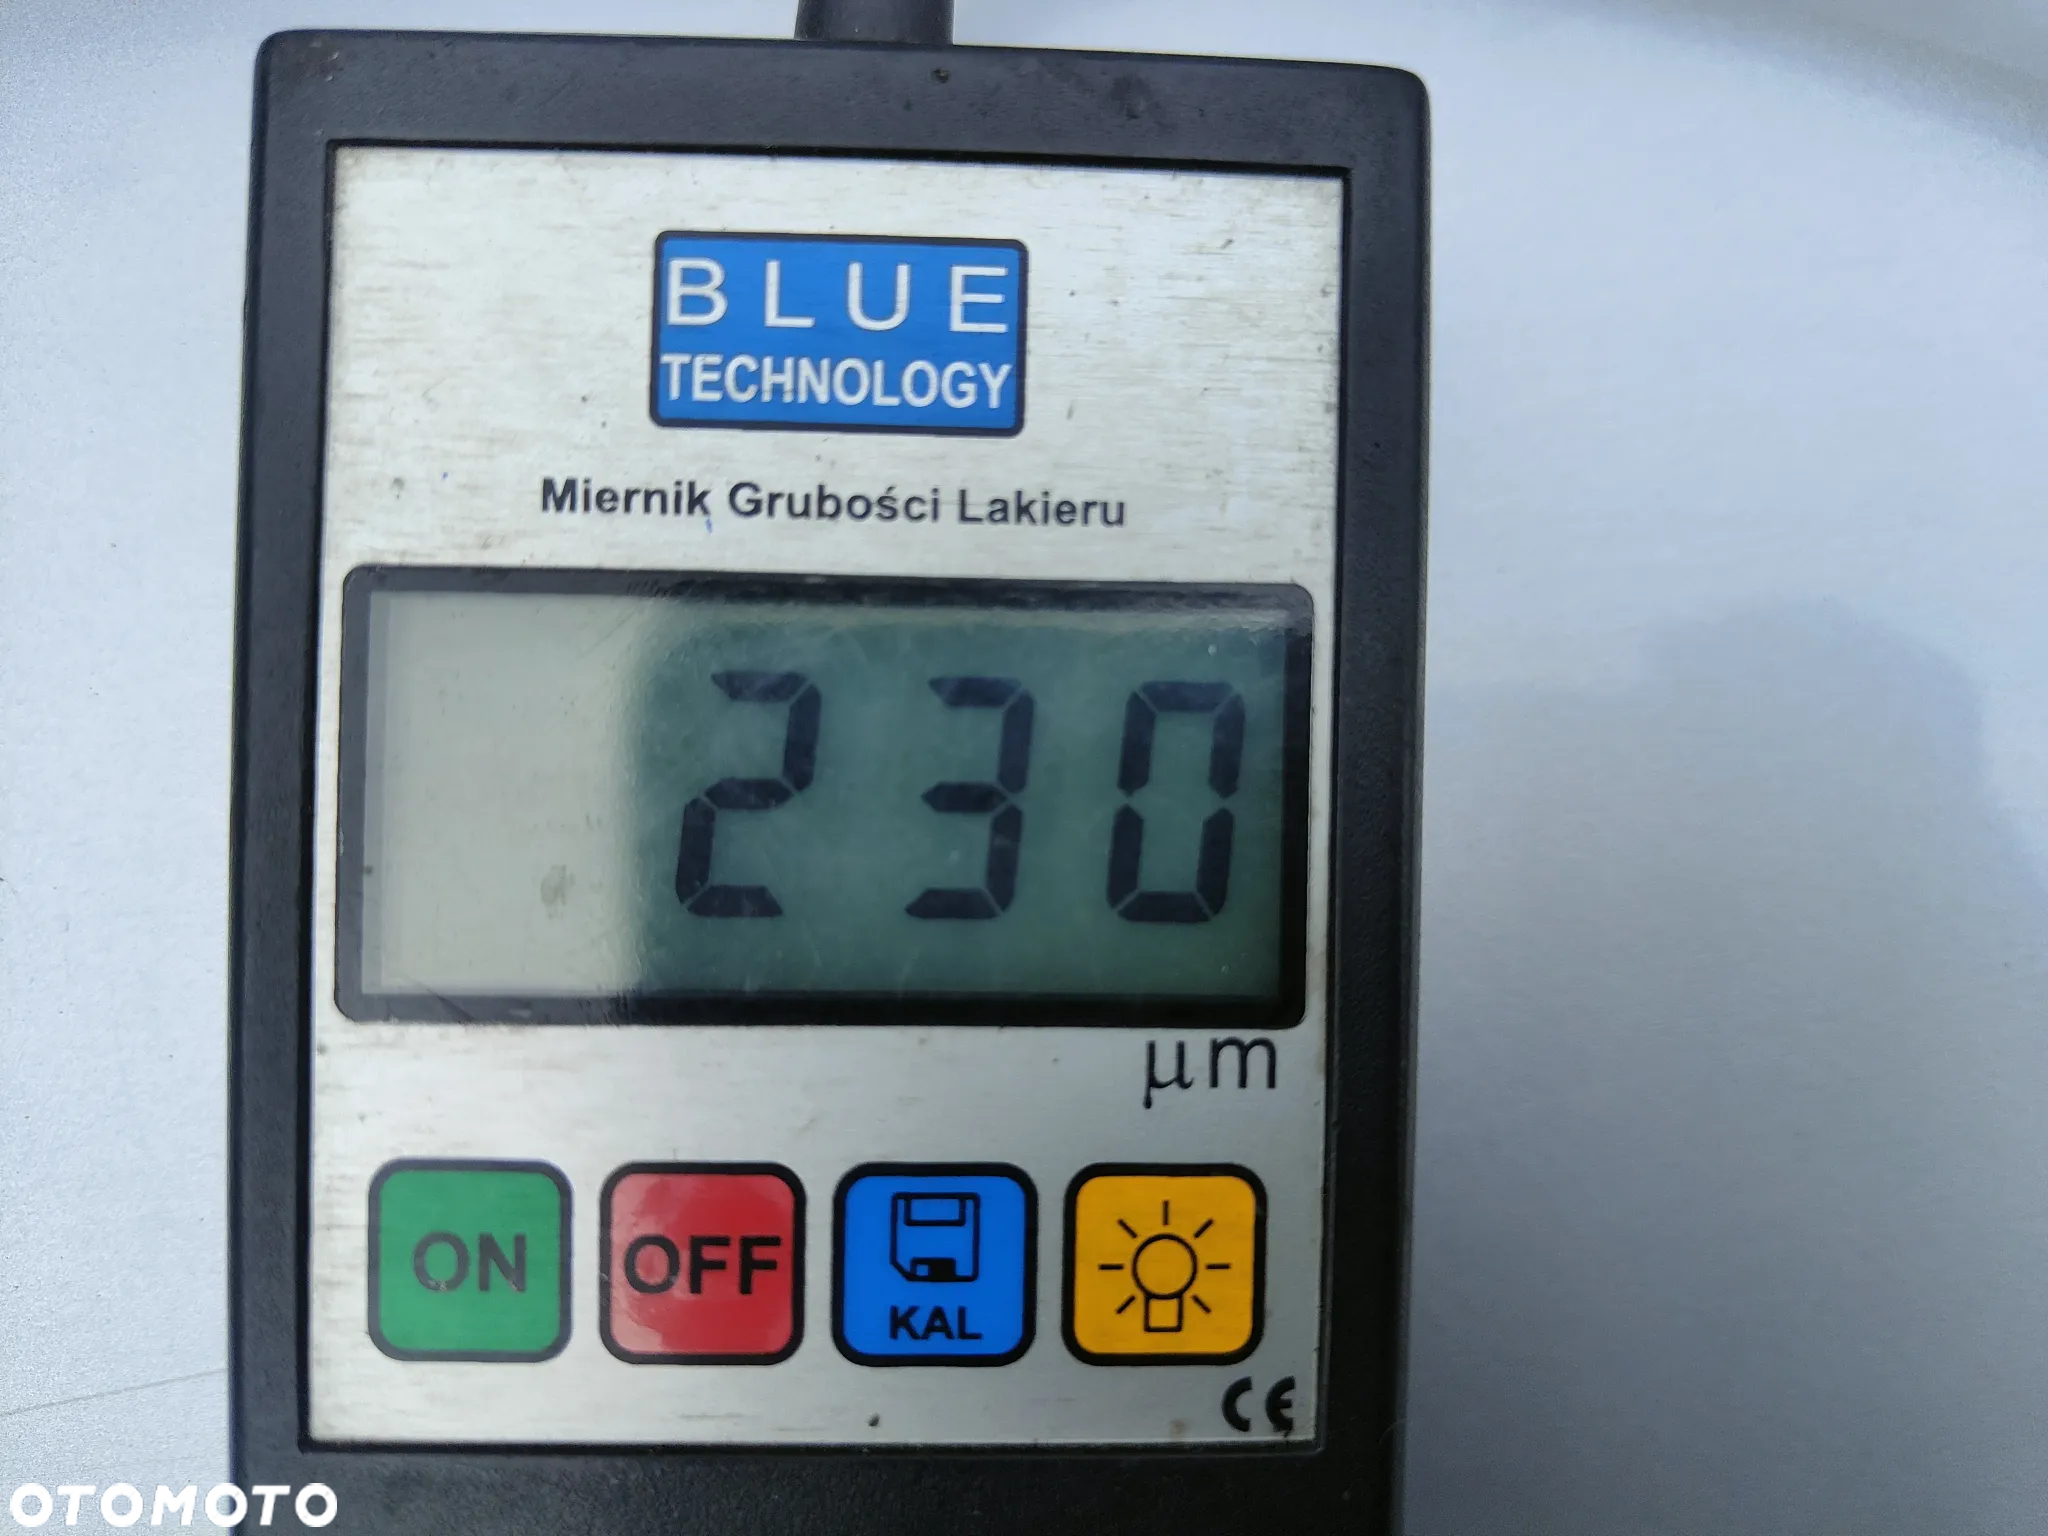 BLUE
TECHNOLOGY
Miernik Grubości Lakieru
230
µm
ON
OFF
KAL
CE
OTOMOTO